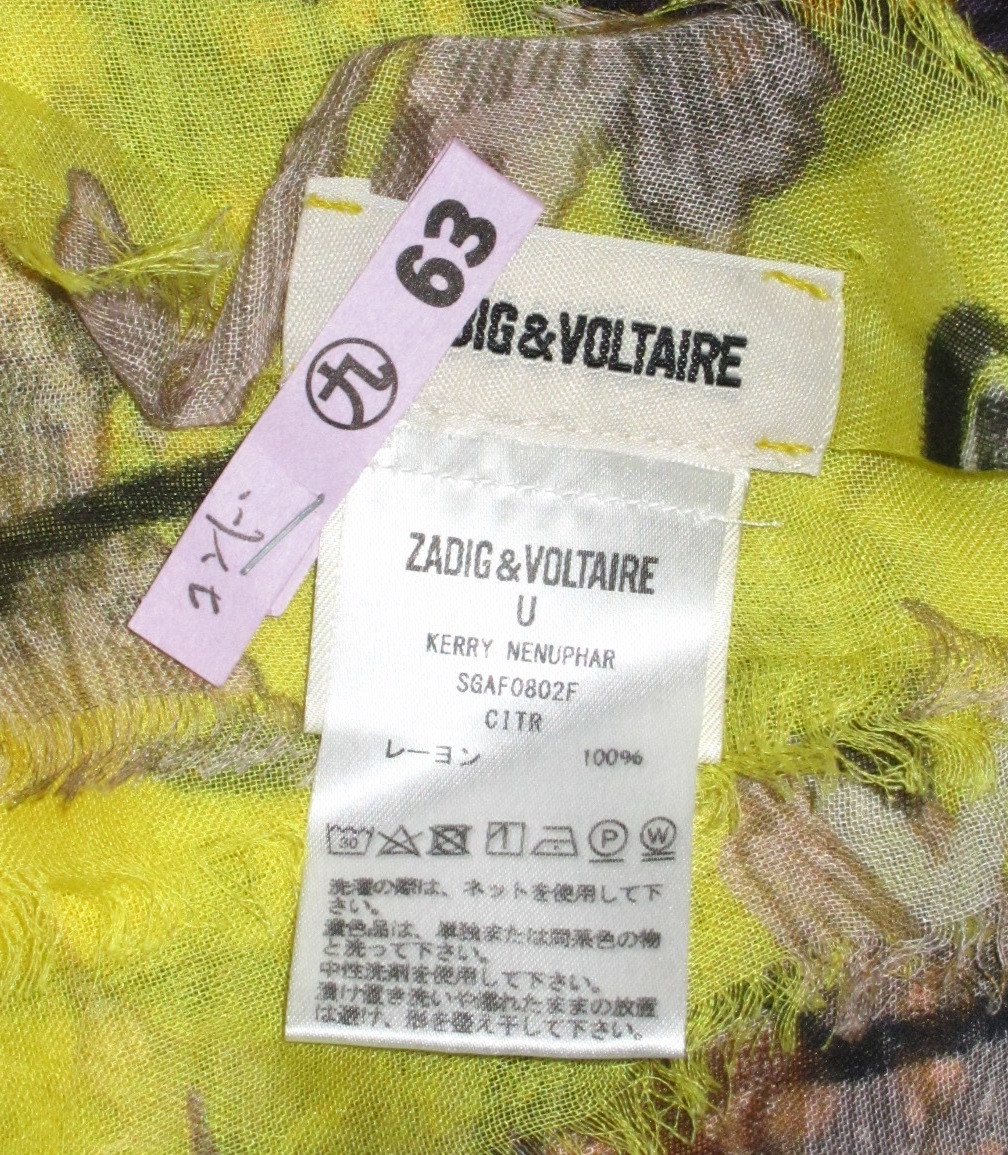 63
九
ZADIG&VOLTAIRE
ZADIG&VOLTAIRE
U
KERRY NENUPHAR
SGAF0802F
CITR
レーヨン 100%
30
P
W
洗濯の際は、ネットを使用して下
さい。
濃色品は、単独または同系色の物
と洗って下さい。
中性洗剤を使用して下さい。
漬け置き洗いや濡れたままの放置
は避け、形を整え干して下さい。